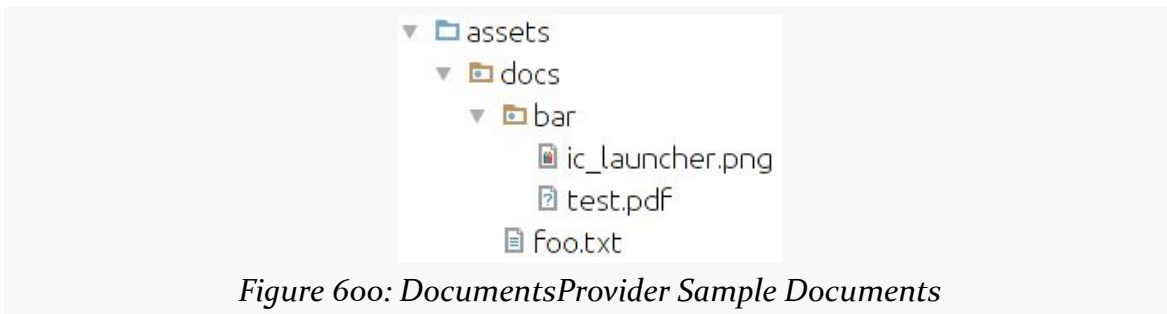 assets
docs
bar
ic_launcher.png
test.pdf
foo.txt
Figure 600: DocumentsProvider Sample Documents